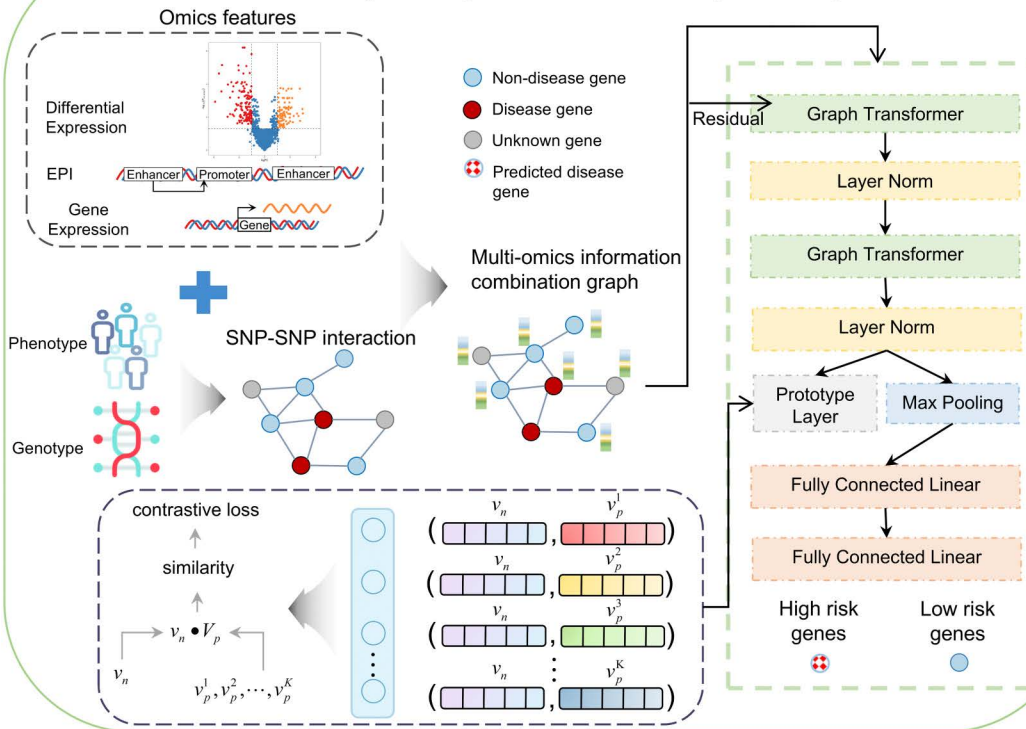 Omics features
Differential
Expression
EPI
Enhancer
Promoter
Enhancer
Gene
Expression
Gene
Non-disease gene
Disease gene
Unknown gene
Predicted disease
gene
Phenotype
Genotype
SNP-SNP interaction
Multi-omics information
combination graph
Residual
Graph Transformer
Layer Norm
Graph Transformer
Layer Norm
Prototype
Layer
Max Pooling
Fully Connected Linear
Fully Connected Linear
High risk
genes
Low risk
genes
contrastive loss
similarity
v_n • V_p
v_n
v_p^1, v_p^2, ⋯, v_p^K
v_n v_p^1
( , )
v_n v_p^2
( , )
v_n v_p^3
( , )
⋮
v_n v_p^K
( , )